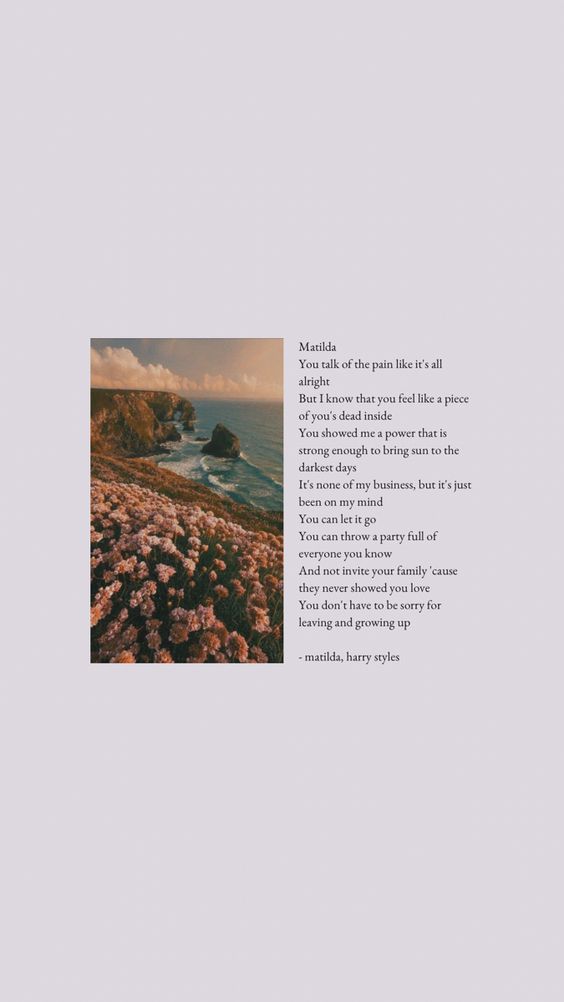 Matilda
You talk of the pain like it's all
alright
But I know that you feel like a piece
of you's dead inside
You showed me a power that is
strong enough to bring sun to the
darkest days
It's none of my business, but it's just
been on my mind
You can let it go
You can throw a party full of
everyone you know
And not invite your family 'cause
they never showed you love
You don't have to be sorry for
leaving and growing up
- matilda, harry styles